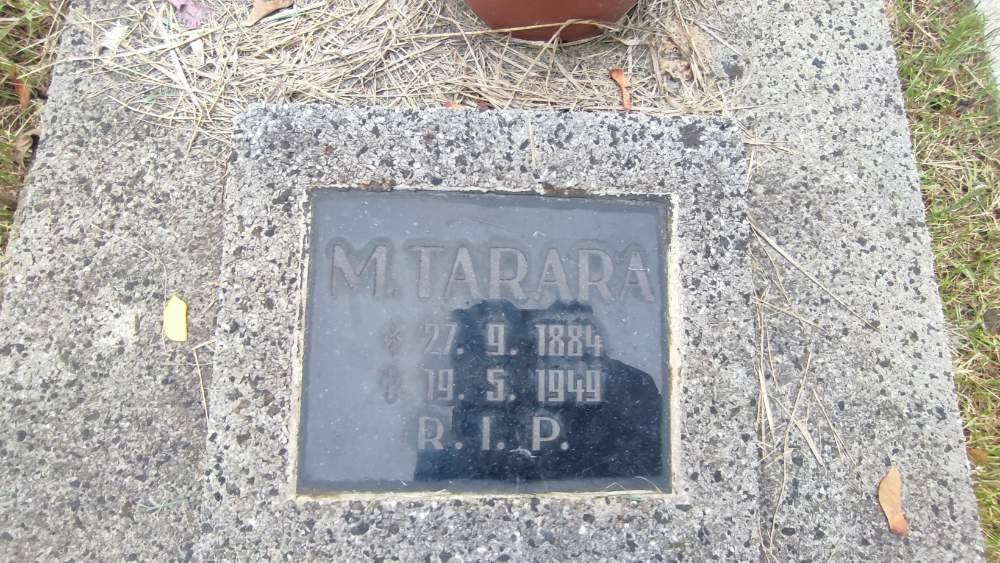 M. TARARA
* 27. 9. 1884
19. 5. 1949
R. I. P.